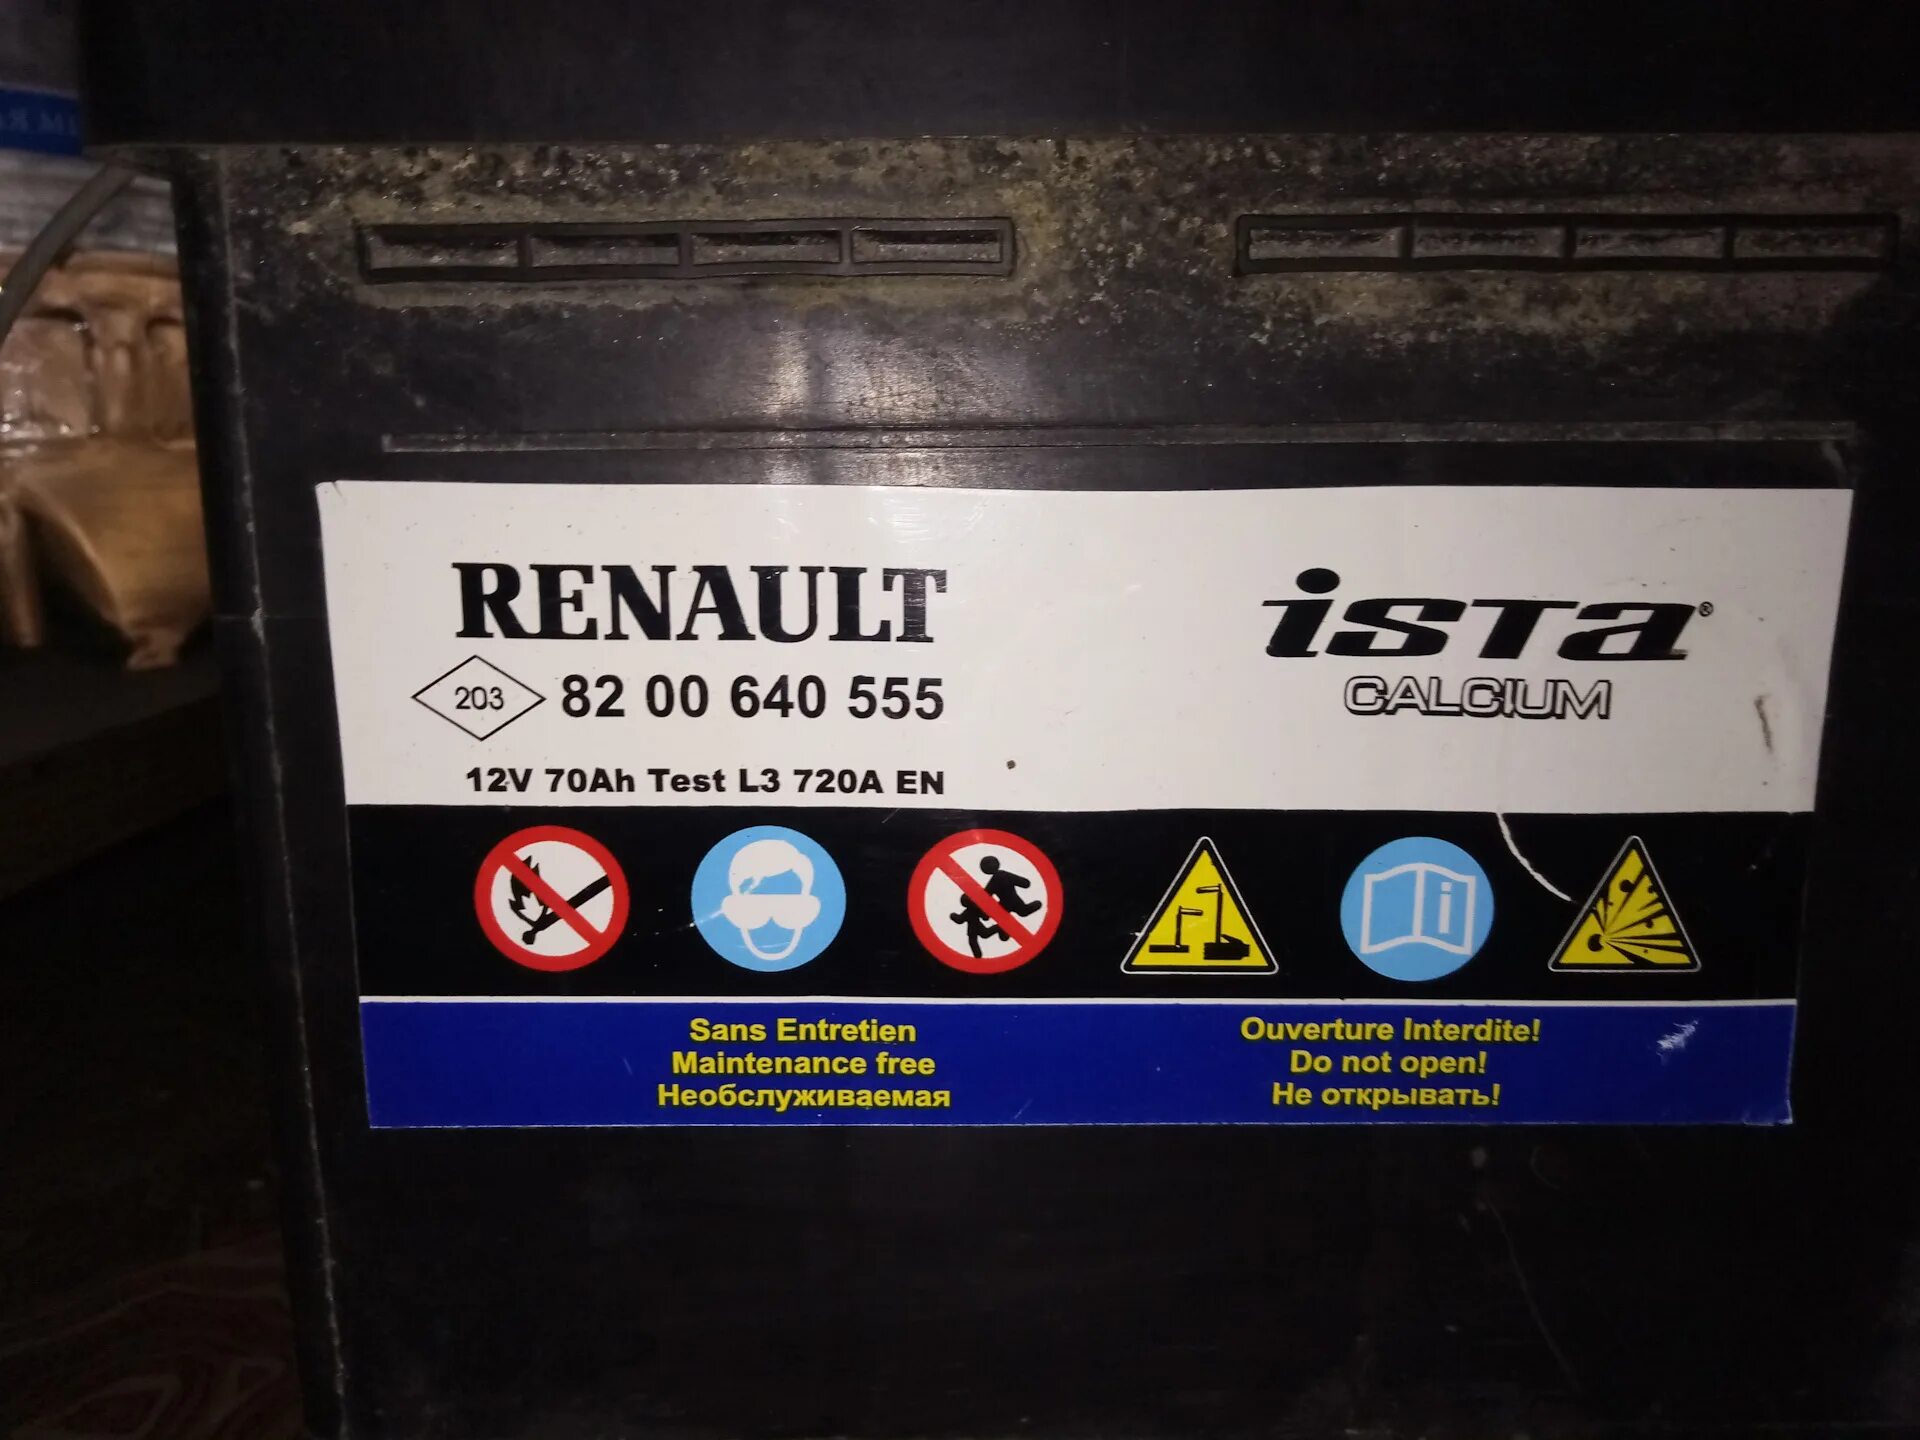 RENAULT
203 82 00 640 555
12V 70Ah Test L3 720A EN
ista®
CALCIUM
i
Sans Entretien
Maintenance free
Необслуживаемая
Ouverture Interdite!
Do not open!
Не открывать!